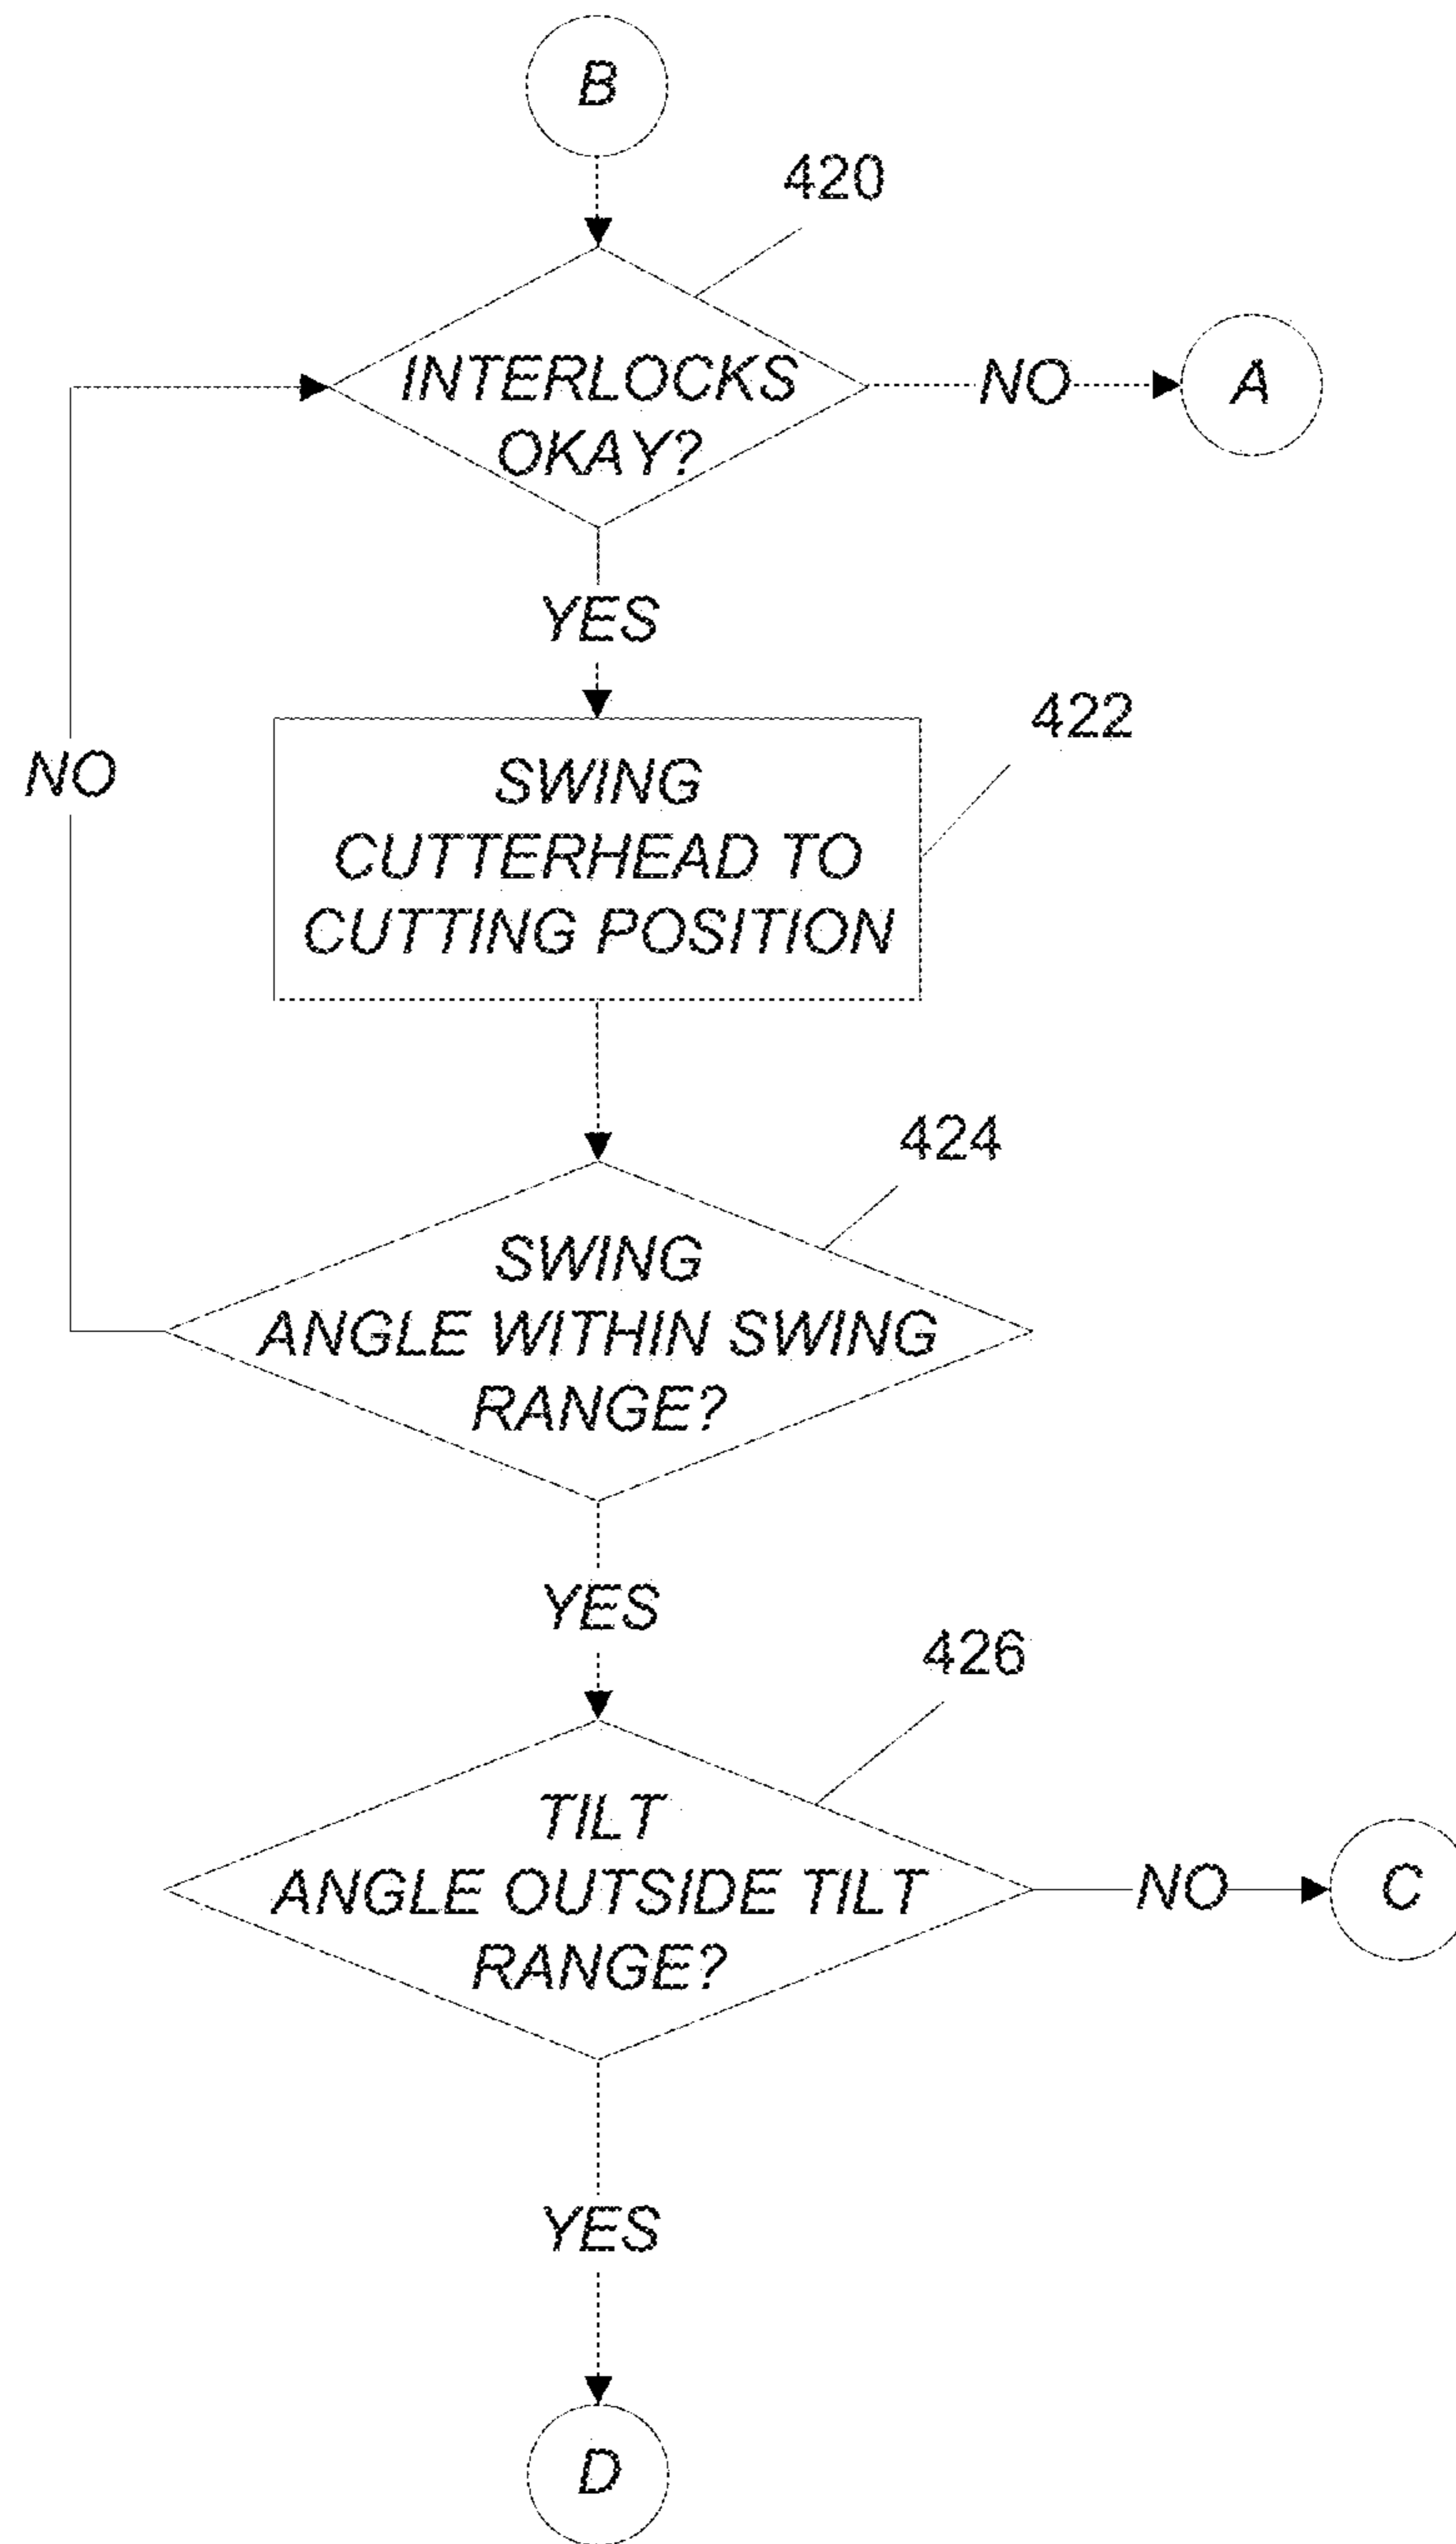 B
420
INTERLOCKS
OKAY?
NO
A
YES
422
SWING
CUTTERHEAD TO
CUTTING POSITION
NO
424
SWING
ANGLE WITHIN SWING
RANGE?
YES
426
TILT
ANGLE OUTSIDE TILT
RANGE?
NO
C
YES
D